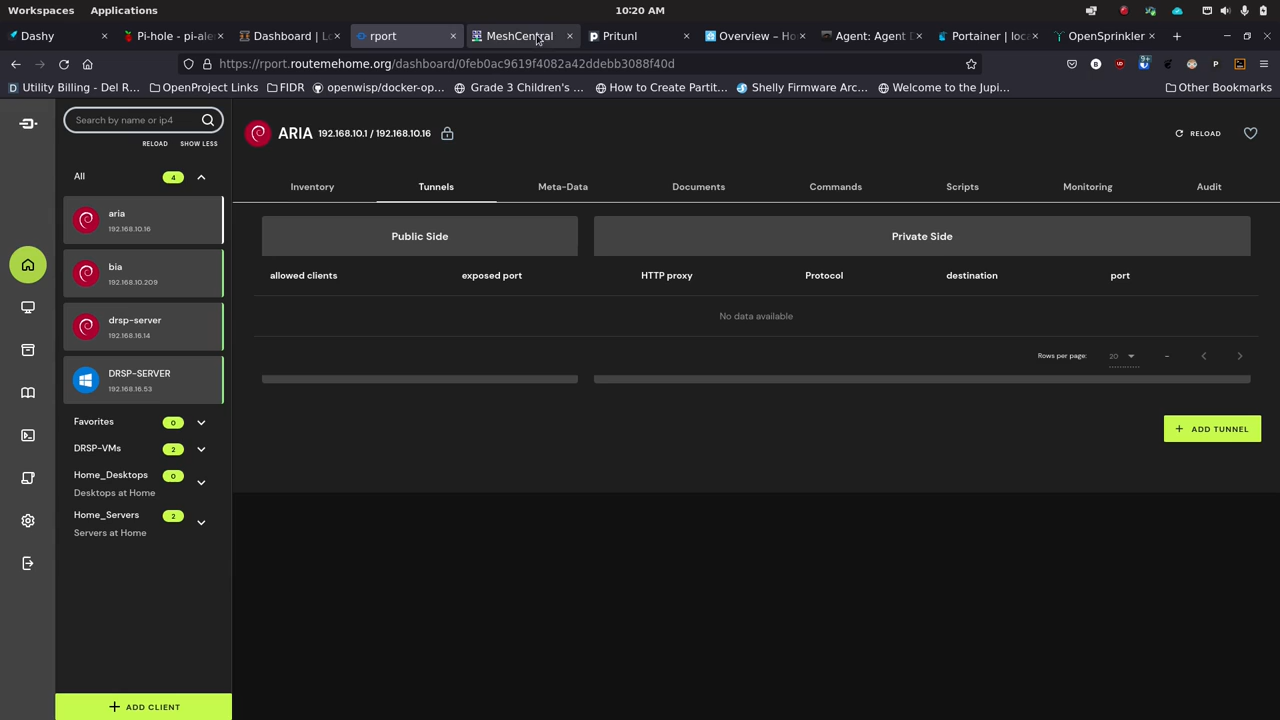 Workspaces Applications 10:20 AM
Dashy Pi-hole - pi-ale Dashboard | Lo rport MeshCentral Pritunl Overview – Ho Agent: Agent D Portainer | loca OpenSprinkler
https://rport.routemehome.org/dashboard/0feb0ac9619f4082a42ddebb3088f40d
Utility Billing - Del R... OpenProject Links FIDR openwisp/docker-op... Grade 3 Children's ... How to Create Partit... Shelly Firmware Arc... Welcome to the Jupi... Other Bookmarks
Search by name or ip4
RELOAD SHOW LESS
All 4
aria
192.168.10.16
bia
192.168.10.209
drsp-server
192.168.16.14
DRSP-SERVER
192.168.16.53
Favorites 0
DRSP-VMs 2
Home_Desktops 0
Desktops at Home
Home_Servers 2
Servers at Home
ADD CLIENT
ARIA 192.168.10.1 / 192.168.10.16 RELOAD
Inventory Tunnels Meta-Data Documents Commands Scripts Monitoring Audit
Public Side Private Side
allowed clients exposed port HTTP proxy Protocol destination port
No data available
Rows per page: 20 –
ADD TUNNEL